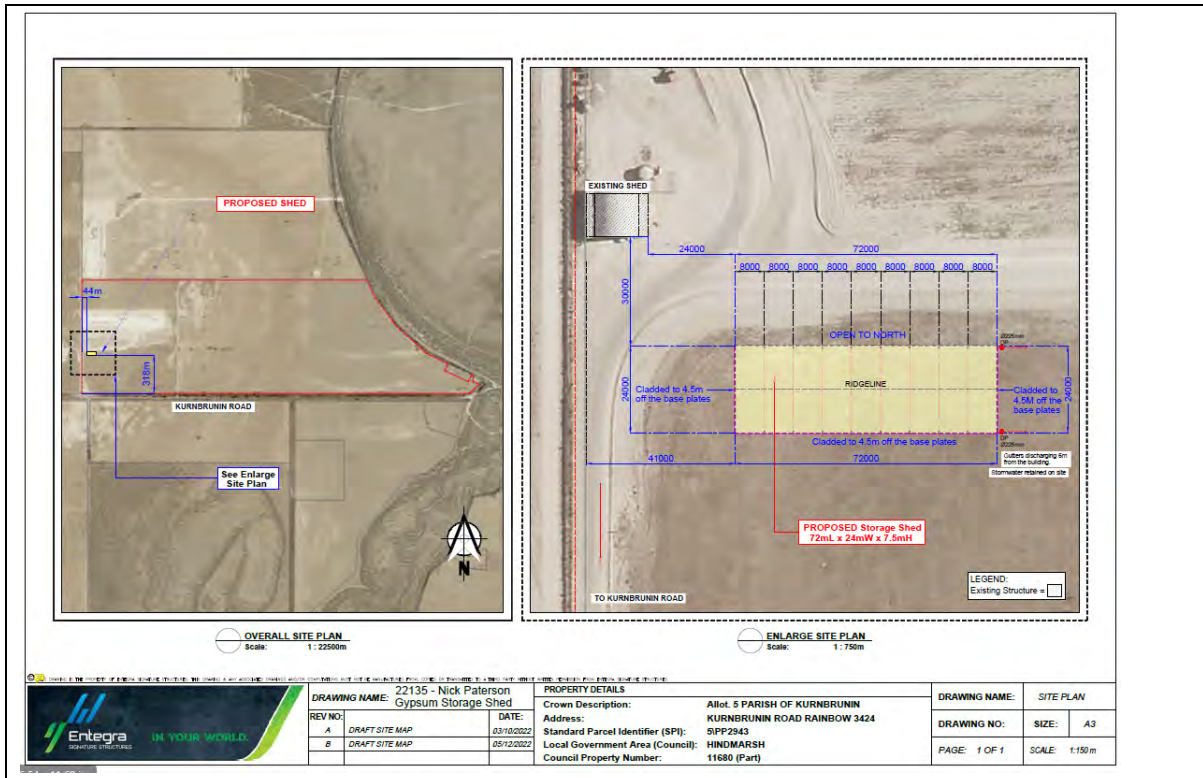 PROPOSED SHED
44m
318m
KURNBRUNIN ROAD
See Enlarge
Site Plan
N
OVERALL SITE PLAN
Scale: 1 : 22500m
EXISTING SHED
24000
72000
8000 8000 8000 8000 8000 8000 8000 8000 8000
30000
OPEN TO NORTH
Ø225mm
DP
24000
Cladded to 4.5m
off the base plates
RIDGELINE
Cladded to
4.5M off the
base plates
24000
Cladded to 4.5m off the base plates
DP
Ø225mm
Gutters discharging 6m
from the building.
Stormwater retained on site
41000
72000
PROPOSED Storage Shed
72mL x 24mW x 7.5mH
LEGEND:
Existing Structure =
TO KURNBRUNIN ROAD
ENLARGE SITE PLAN
Scale: 1 : 750m
Entegra
SIGNATURE STRUCTURES
IN YOUR WORLD.
DRAWING NAME: 22135 - Nick Paterson
Gypsum Storage Shed
REV NO: DATE:
A DRAFT SITE MAP 03/10/2022
B DRAFT SITE MAP 05/12/2022
PROPERTY DETAILS
Crown Description: Allot. 5 PARISH OF KURNBRUNIN
Address: KURNBRUNIN ROAD RAINBOW 3424
Standard Parcel Identifier (SPI): 5\PP2943
Local Government Area (Council): HINDMARSH
Council Property Number: 11680 (Part)
DRAWING NAME: SITE PLAN
DRAWING NO: SIZE: A3
PAGE: 1 OF 1 SCALE: 1:150 m